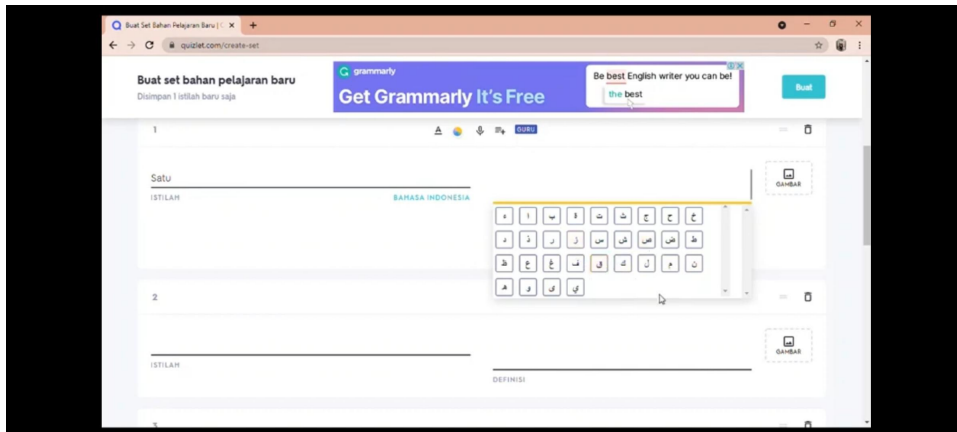 Buat Set Bahan Pelajaran Baru | (
quizlet.com/create-set
Buat set bahan pelajaran baru
Disimpan 1 istilah baru saja
grammarly
Get Grammarly It's Free
Be best English writer you can be!
the best
Buat
1
GURU
Satu
ISTILAH
BAHASA INDONESIA
GAMBAR
ء ا ب ة ت ث ج ح خ
د ذ ر ز س ش ص ض ط
ظ ع غ ف ق ك ل م ن
ه و ى ي
2
ISTILAH
DEFINISI
GAMBAR
3